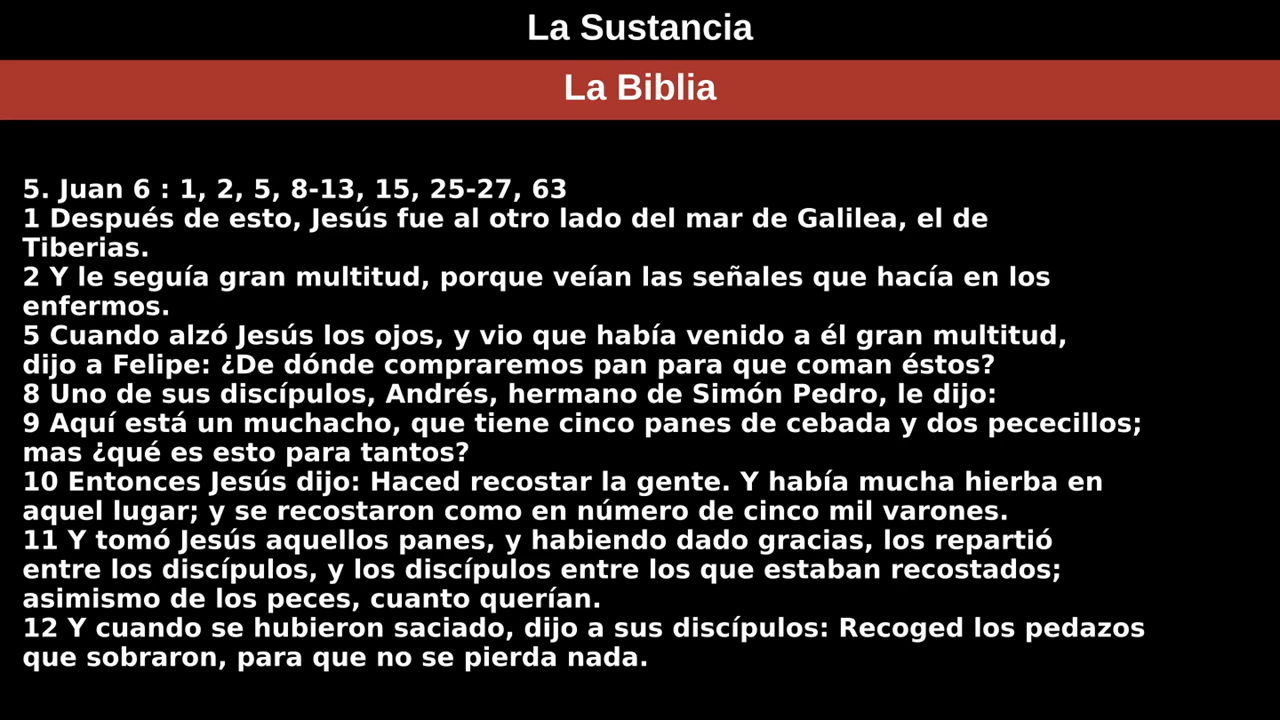 La Sustancia
La Biblia
5. Juan 6 : 1, 2, 5, 8-13, 15, 25-27, 63
1 Después de esto, Jesús fue al otro lado del mar de Galilea, el de
Tiberias.
2 Y le seguía gran multitud, porque veían las señales que hacía en los
enfermos.
5 Cuando alzó Jesús los ojos, y vio que había venido a él gran multitud,
dijo a Felipe: ¿De dónde compraremos pan para que coman éstos?
8 Uno de sus discípulos, Andrés, hermano de Simón Pedro, le dijo:
9 Aquí está un muchacho, que tiene cinco panes de cebada y dos pececillos;
mas ¿qué es esto para tantos?
10 Entonces Jesús dijo: Haced recostar la gente. Y había mucha hierba en
aquel lugar; y se recostaron como en número de cinco mil varones.
11 Y tomó Jesús aquellos panes, y habiendo dado gracias, los repartió
entre los discípulos, y los discípulos entre los que estaban recostados;
asimismo de los peces, cuanto querían.
12 Y cuando se hubieron saciado, dijo a sus discípulos: Recoged los pedazos
que sobraron, para que no se pierda nada.